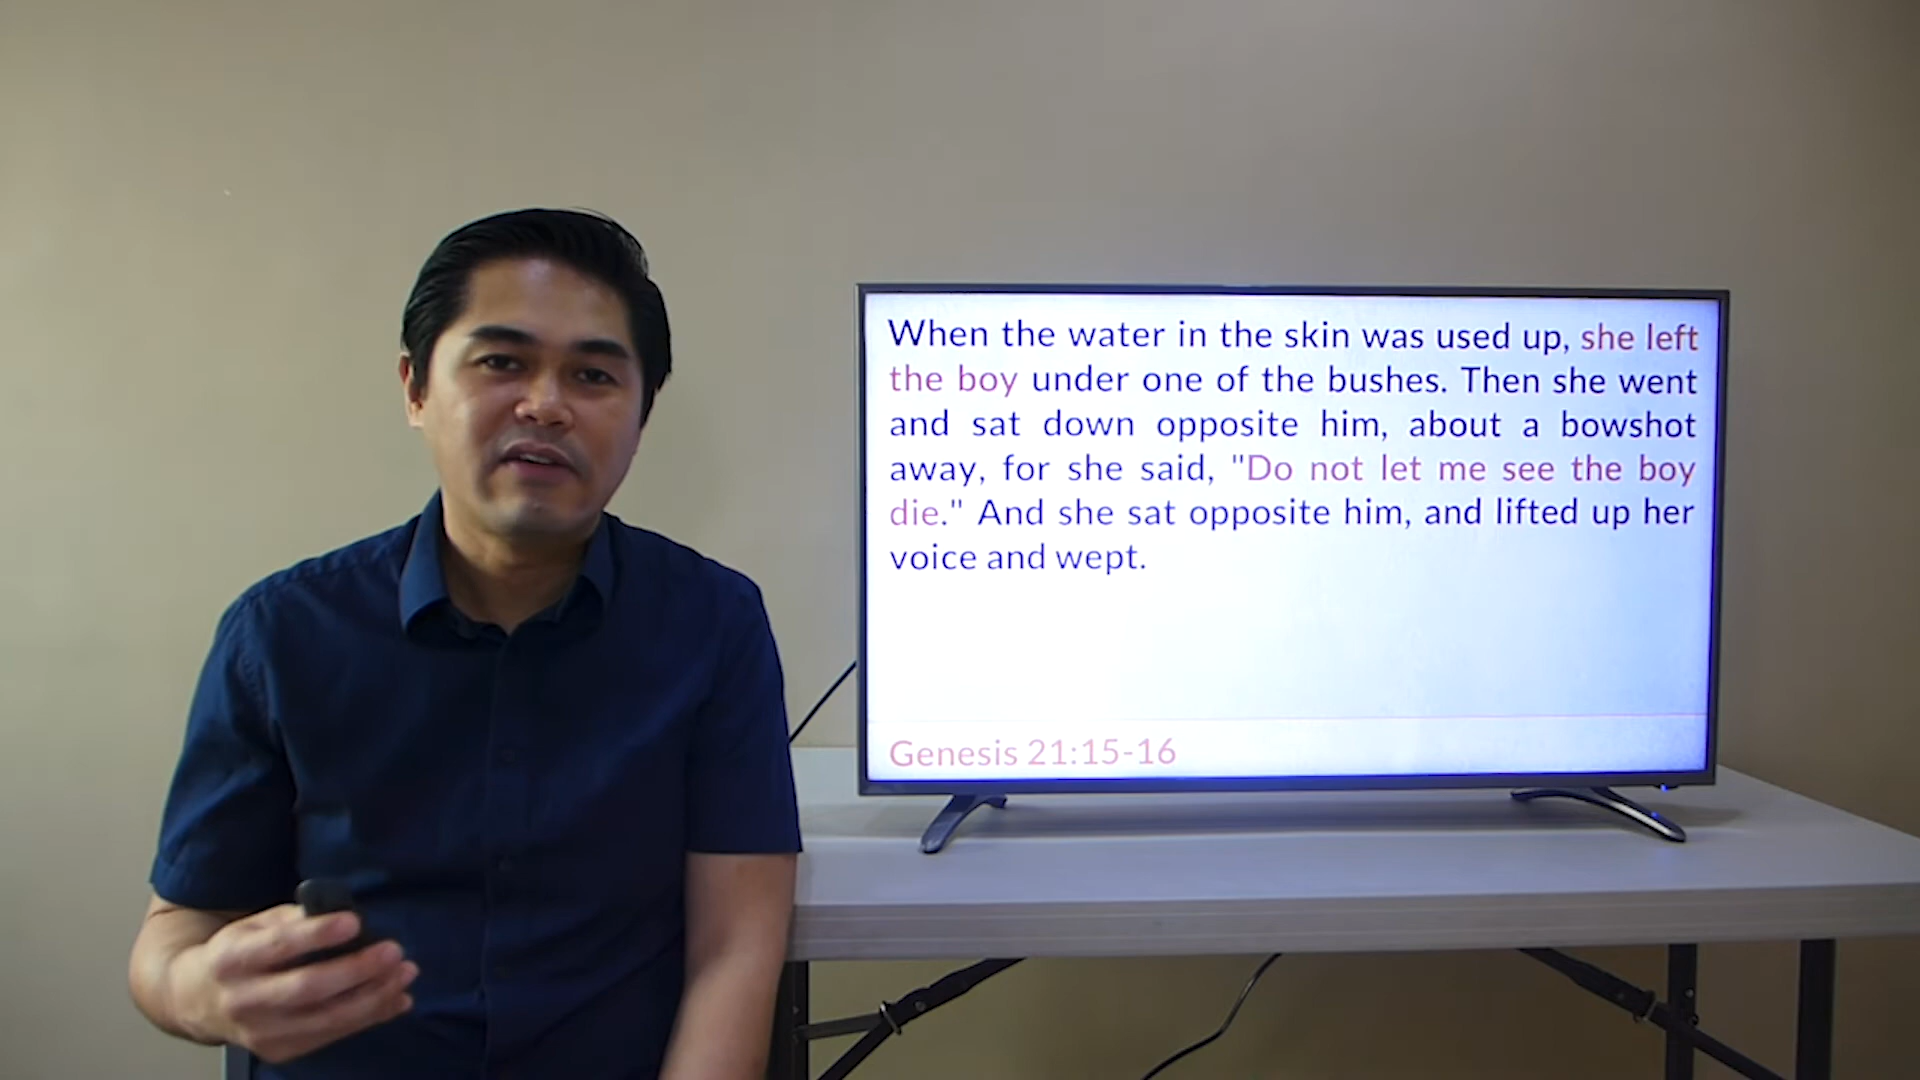 When the water in the skin was used up, she left
the boy under one of the bushes. Then she went
and sat down opposite him, about a bowshot
away, for she said, "Do not let me see the boy
die." And she sat opposite him, and lifted up her
voice and wept.
Genesis 21:15-16